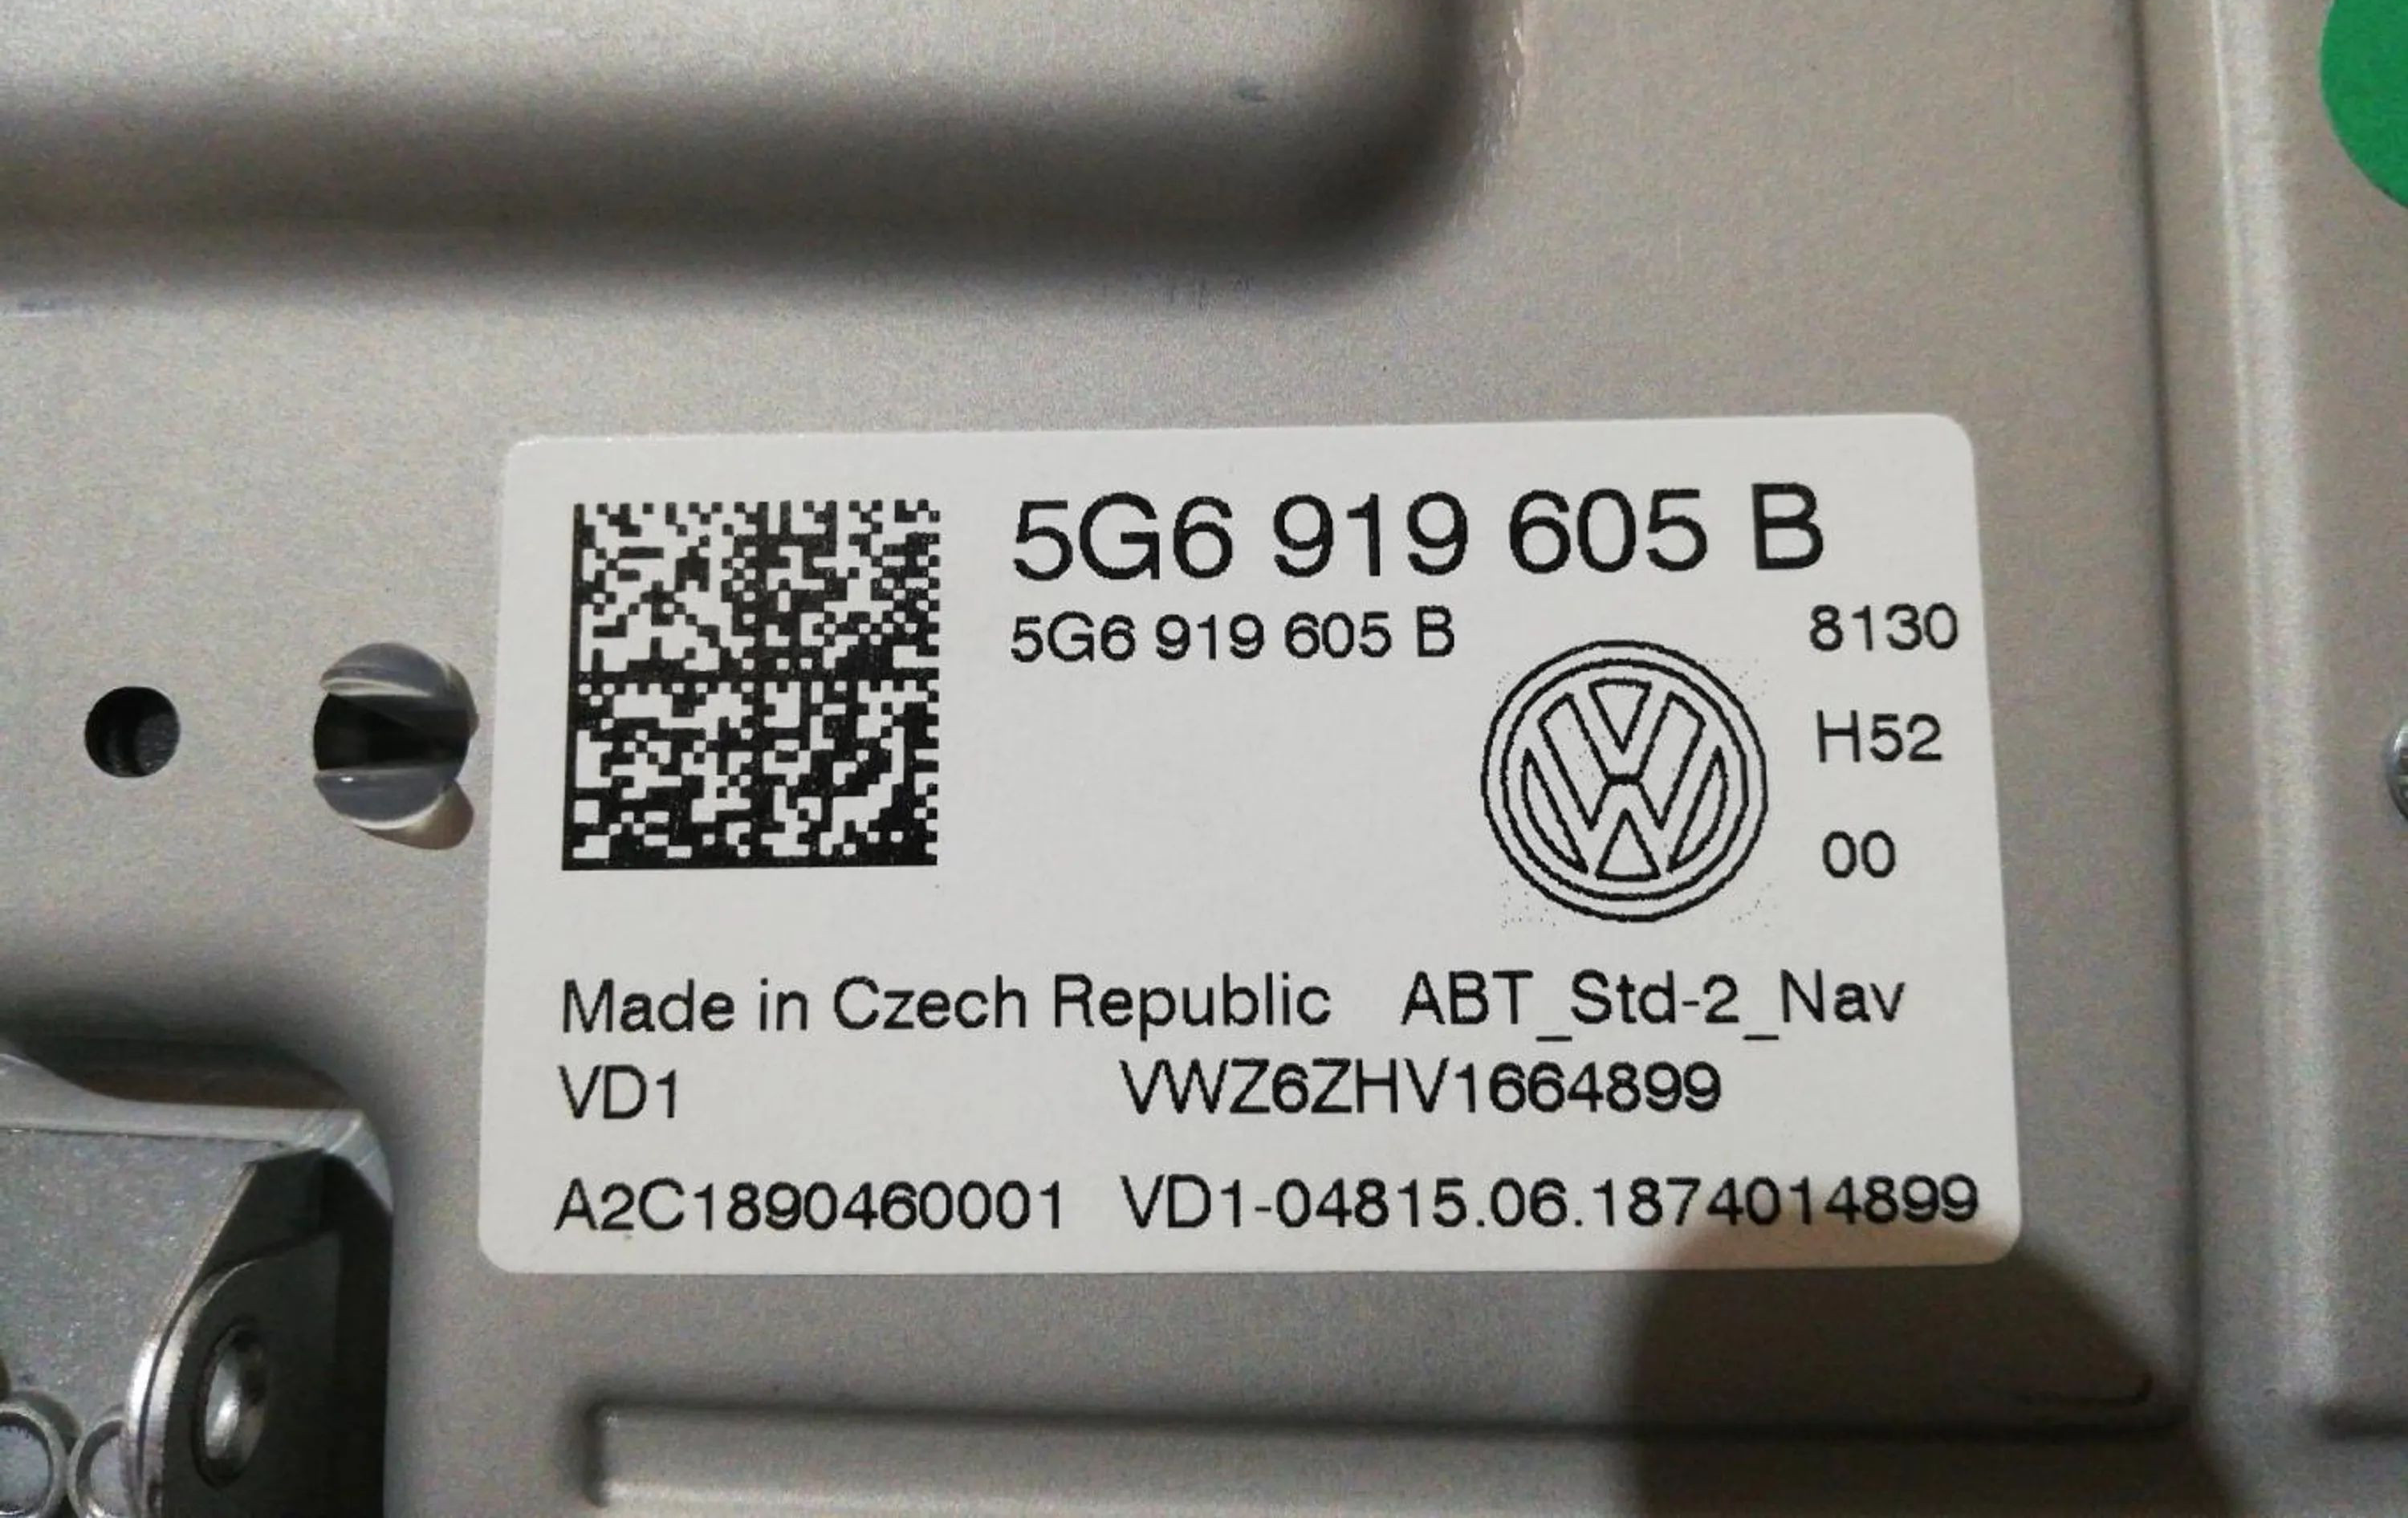 5G6 919 605 B
5G6 919 605 B
8130
H52
00
Made in Czech Republic ABT_Std-2_Nav
VD1 VWZ6ZHV1664899
A2C1890460001 VD1-04815.06.1874014899